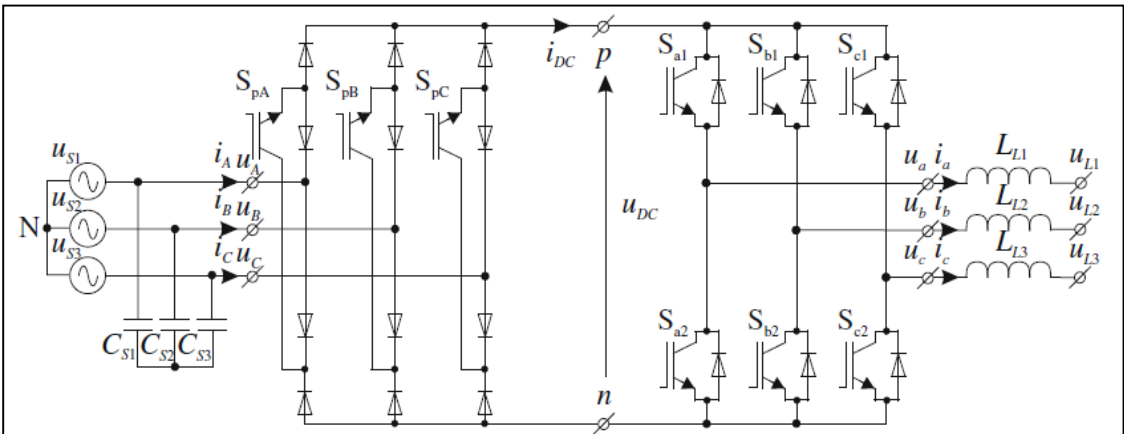 i_DC p
S_a1 S_b1 S_c1
S_pA S_pB S_pC
u_S1 i_A u_A
u_S2 i_B u_B
N
u_S3 i_C u_C
u_DC
u_a i_a L_L1 u_L1
u_b i_b L_L2 u_L2
u_c i_c L_L3 u_L3
C_S1 C_S2 C_S3
S_a2 S_b2 S_c2
n